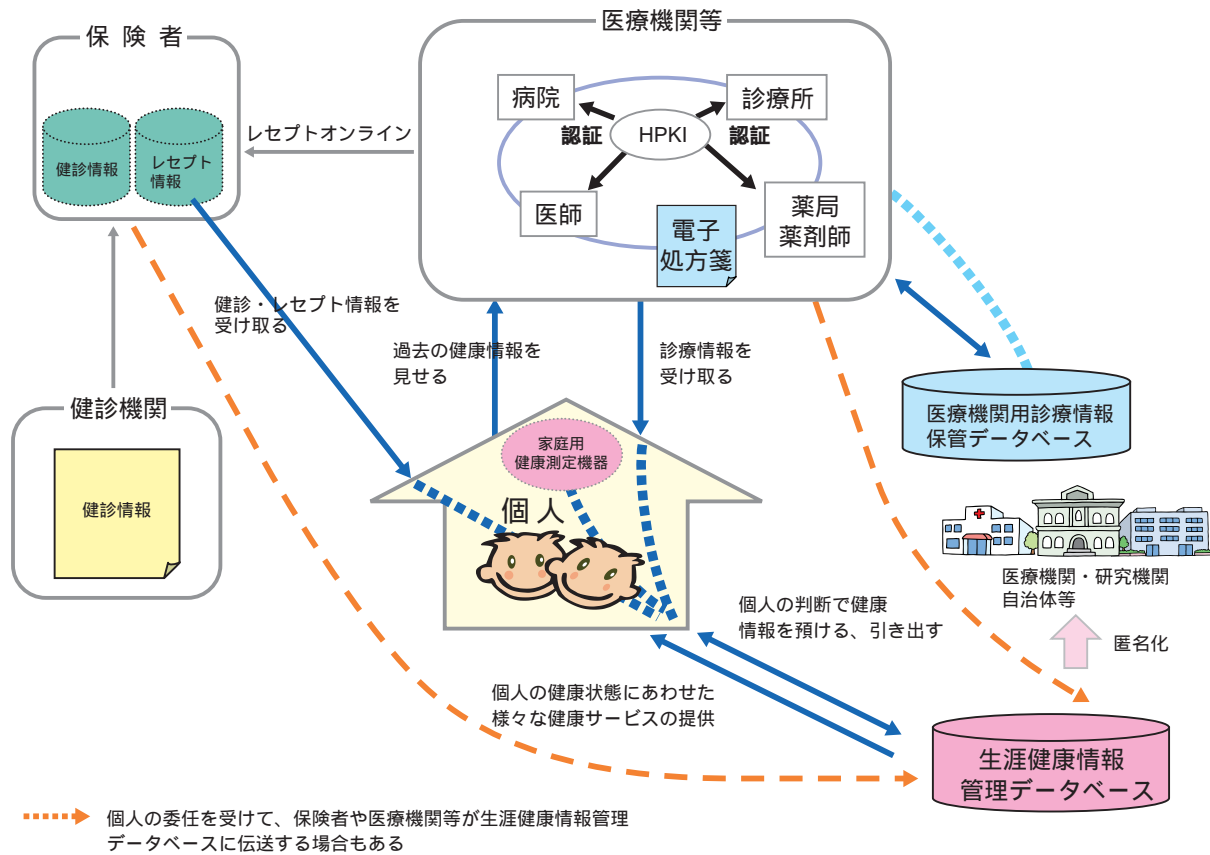 保険者
健診情報
レセプト
情報
レセプトオンライン
医療機関等
病院
診療所
認証
HPKI
認証
医師
電子
処方箋
薬局
薬剤師
健診・レセプト情報を
受け取る
過去の健康情報を
見せる
診療情報を
受け取る
健診機関
健診情報
家庭用
健康測定機器
個人
医療機関用診療情報
保管データベース
医療機関・研究機関
自治体等
匿名化
個人の判断で健康
情報を預ける、引き出す
個人の健康状態にあわせた
様々な健康サービスの提供
生涯健康情報
管理データベース
個人の委任を受けて、保険者や医療機関等が生涯健康情報管理
データベースに伝送する場合もある